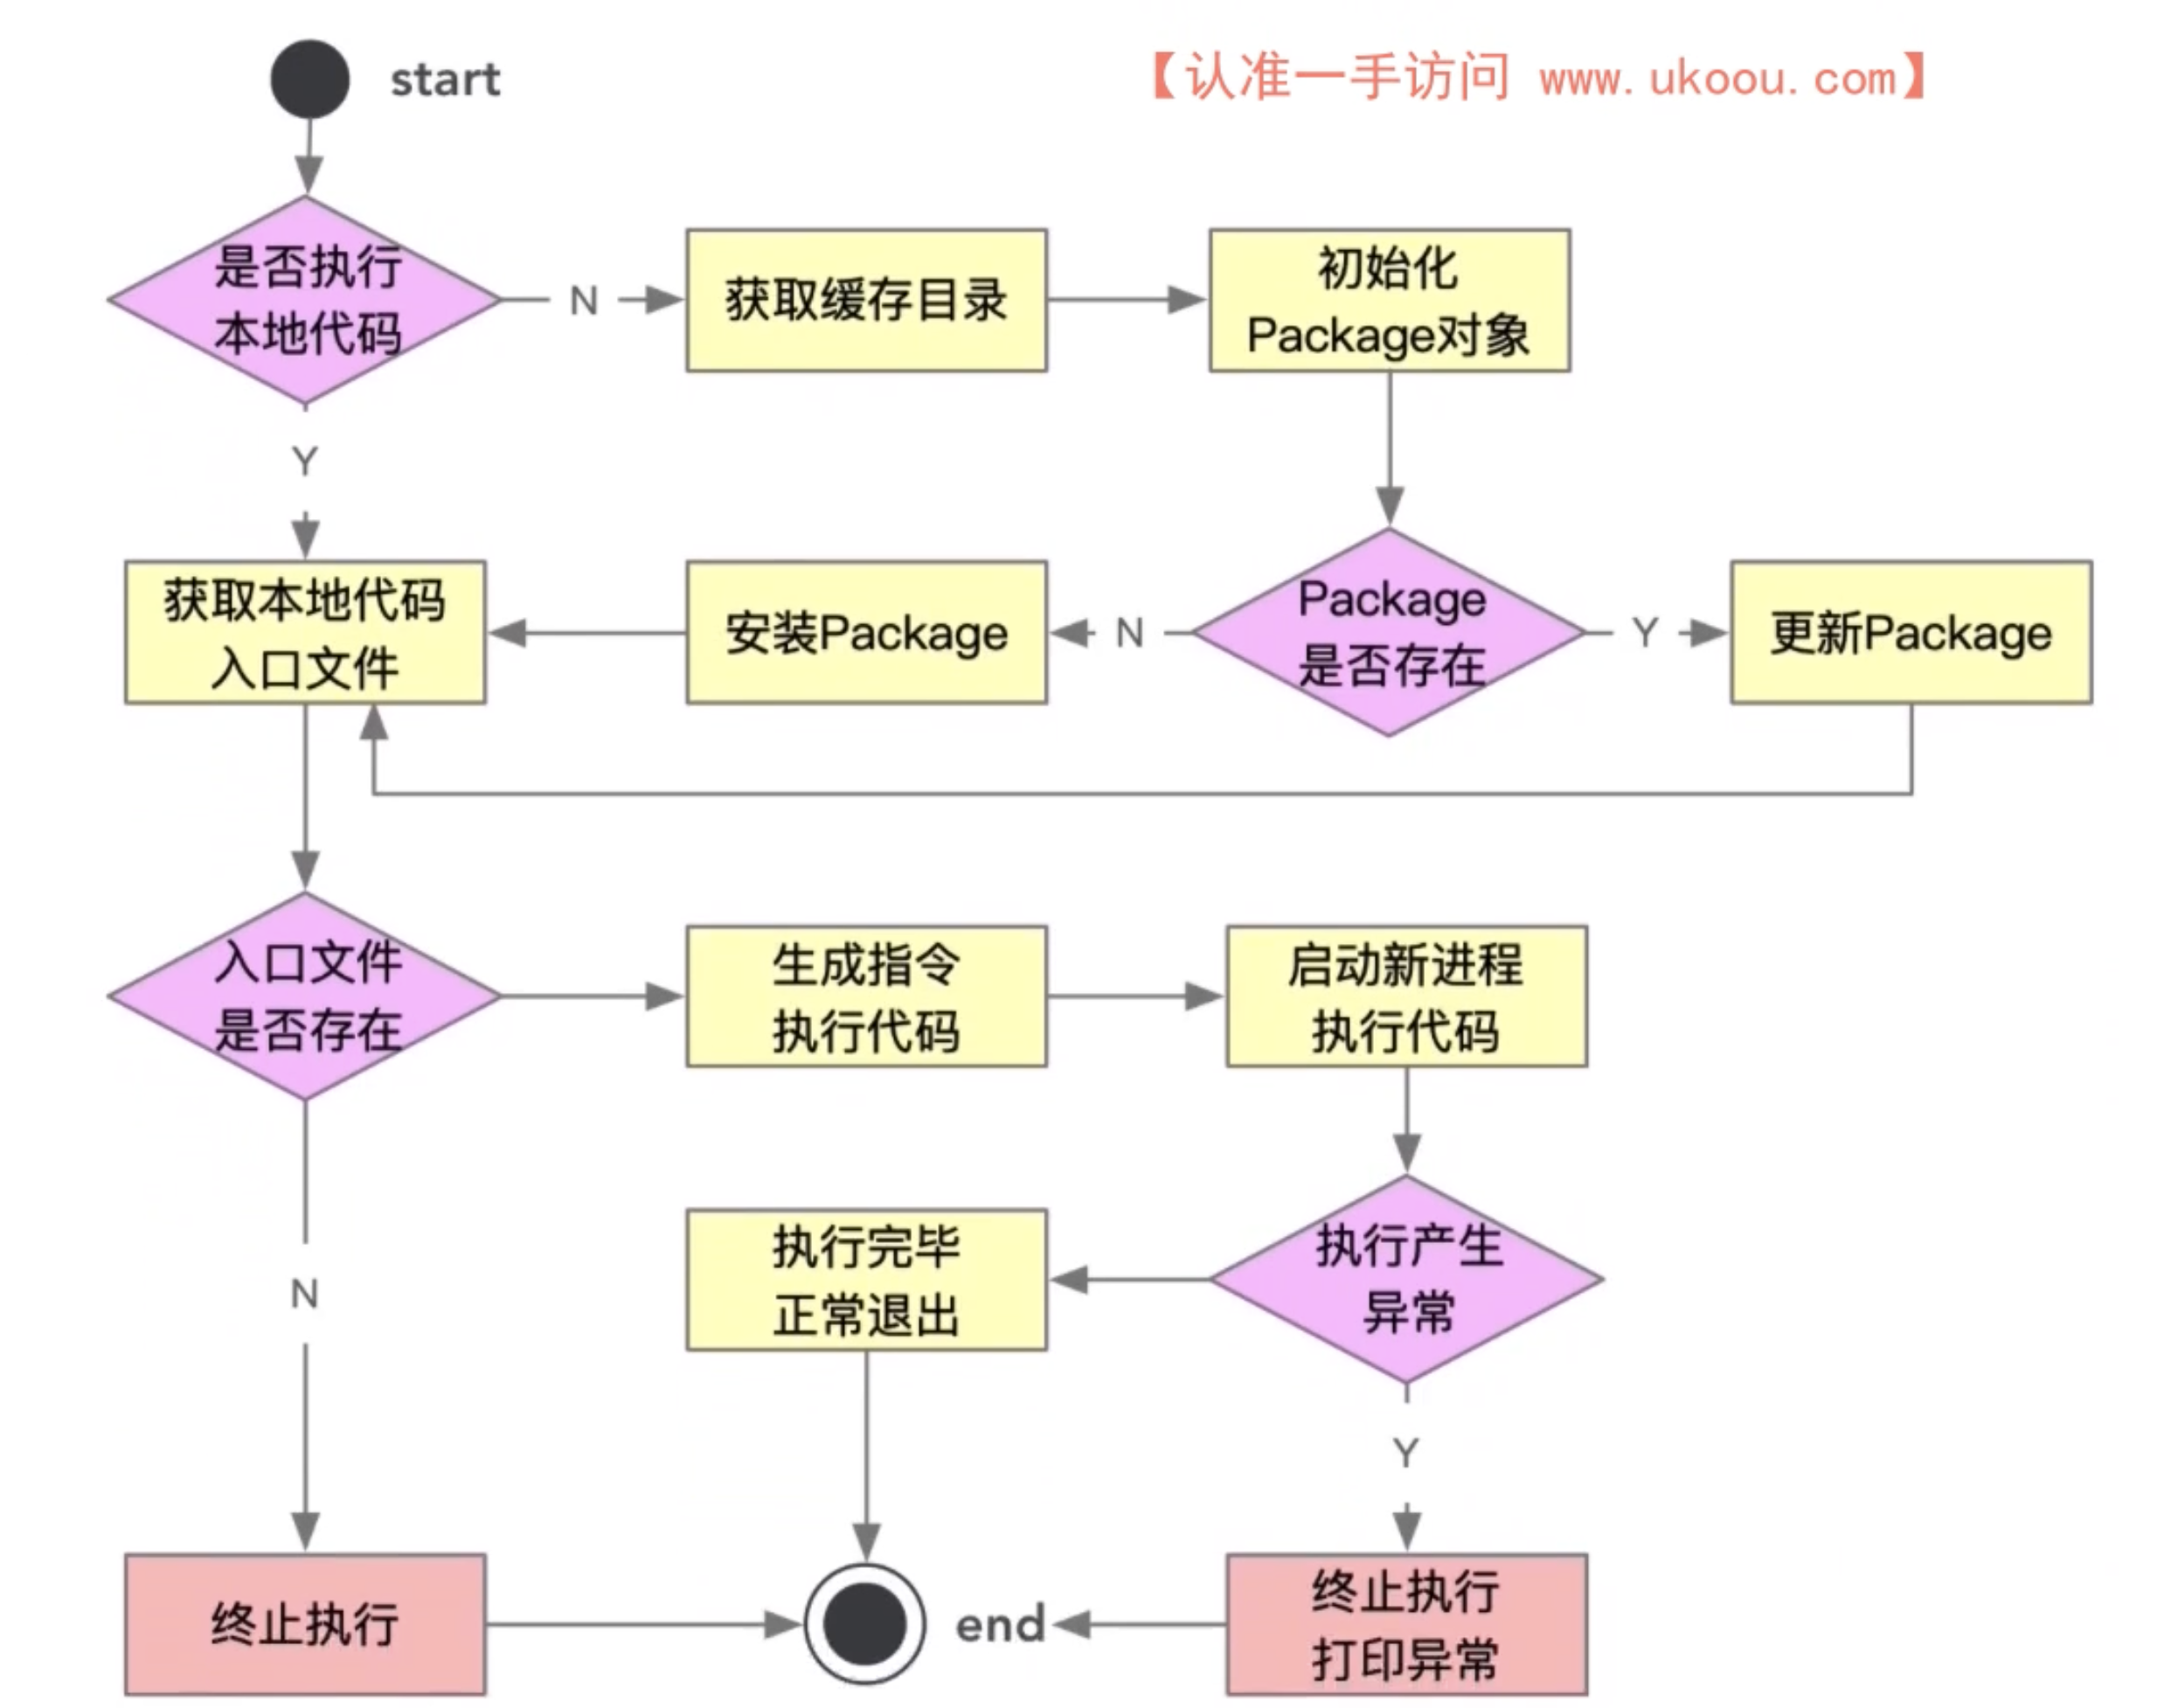 start
【认准一手访问 www.ukoou.com】
是否执行
本地代码
N
获取缓存目录
初始化
Package对象
Y
获取本地代码
入口文件
安装Package
N
Package
是否存在
Y
更新Package
入口文件
是否存在
生成指令
执行代码
启动新进程
执行代码
N
执行完毕
正常退出
执行产生
异常
Y
终止执行
end
终止执行
打印异常